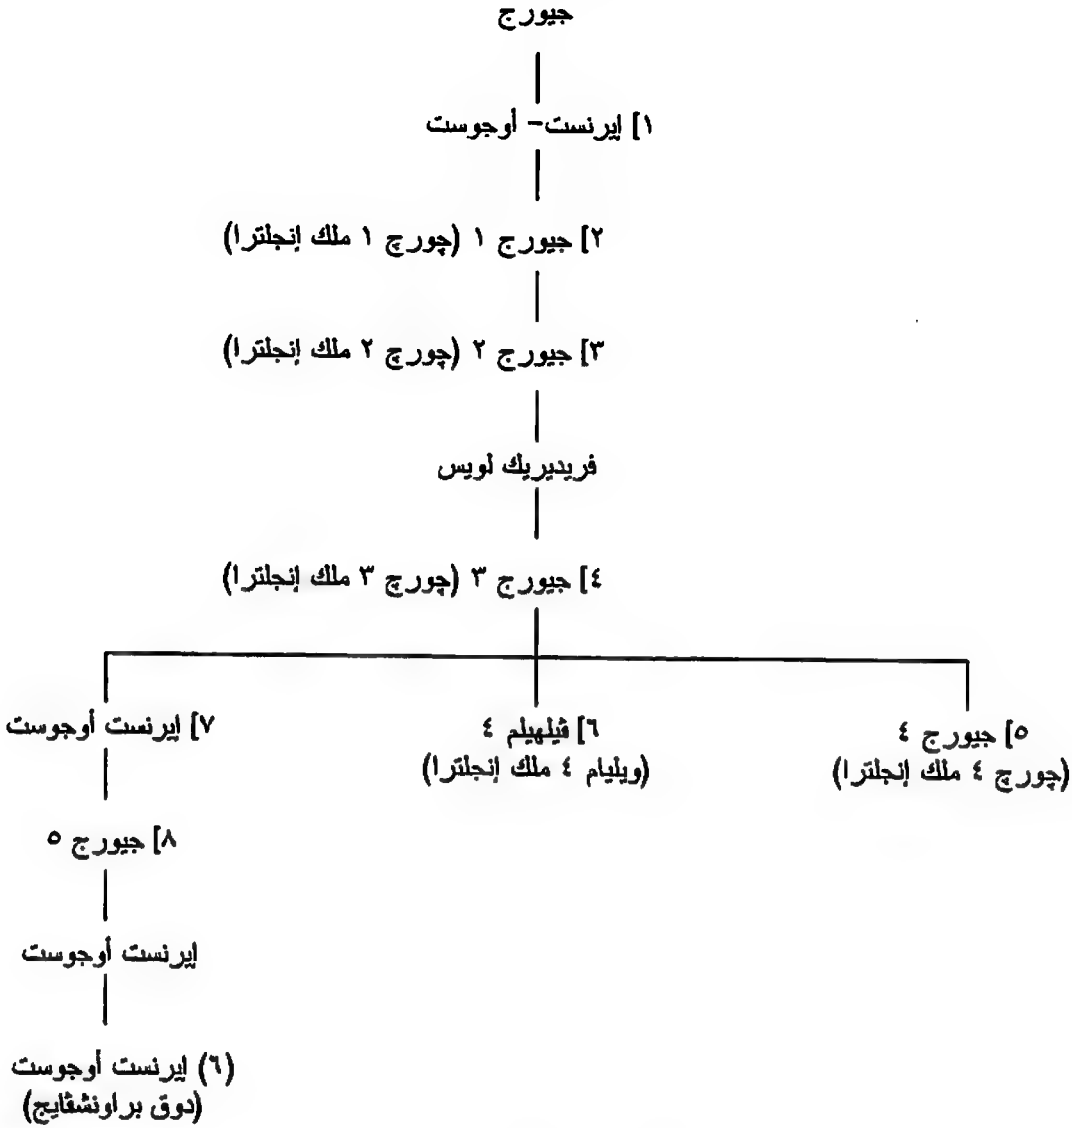 جيورج
١] إيرنست- أوجوست
٢] جيورج ١ (چورچ ١ ملك إنجلترا)
٣] جيورج ٢ (چورچ ٢ ملك إنجلترا)
فريديريك لويس
٤] جيورج ٣ (چورچ ٣ ملك إنجلترا)
٥] جيورج ٤
(چورچ ٤ ملك إنجلترا)
٦] ڤيلهيلم ٤
(ويليام ٤ ملك إنجلترا)
٧] إيرنست أوجوست
٨] جيورج ٥
إيرنست أوجوست
(٦) إيرنست أوجوست
(دوق براونشڤايج)